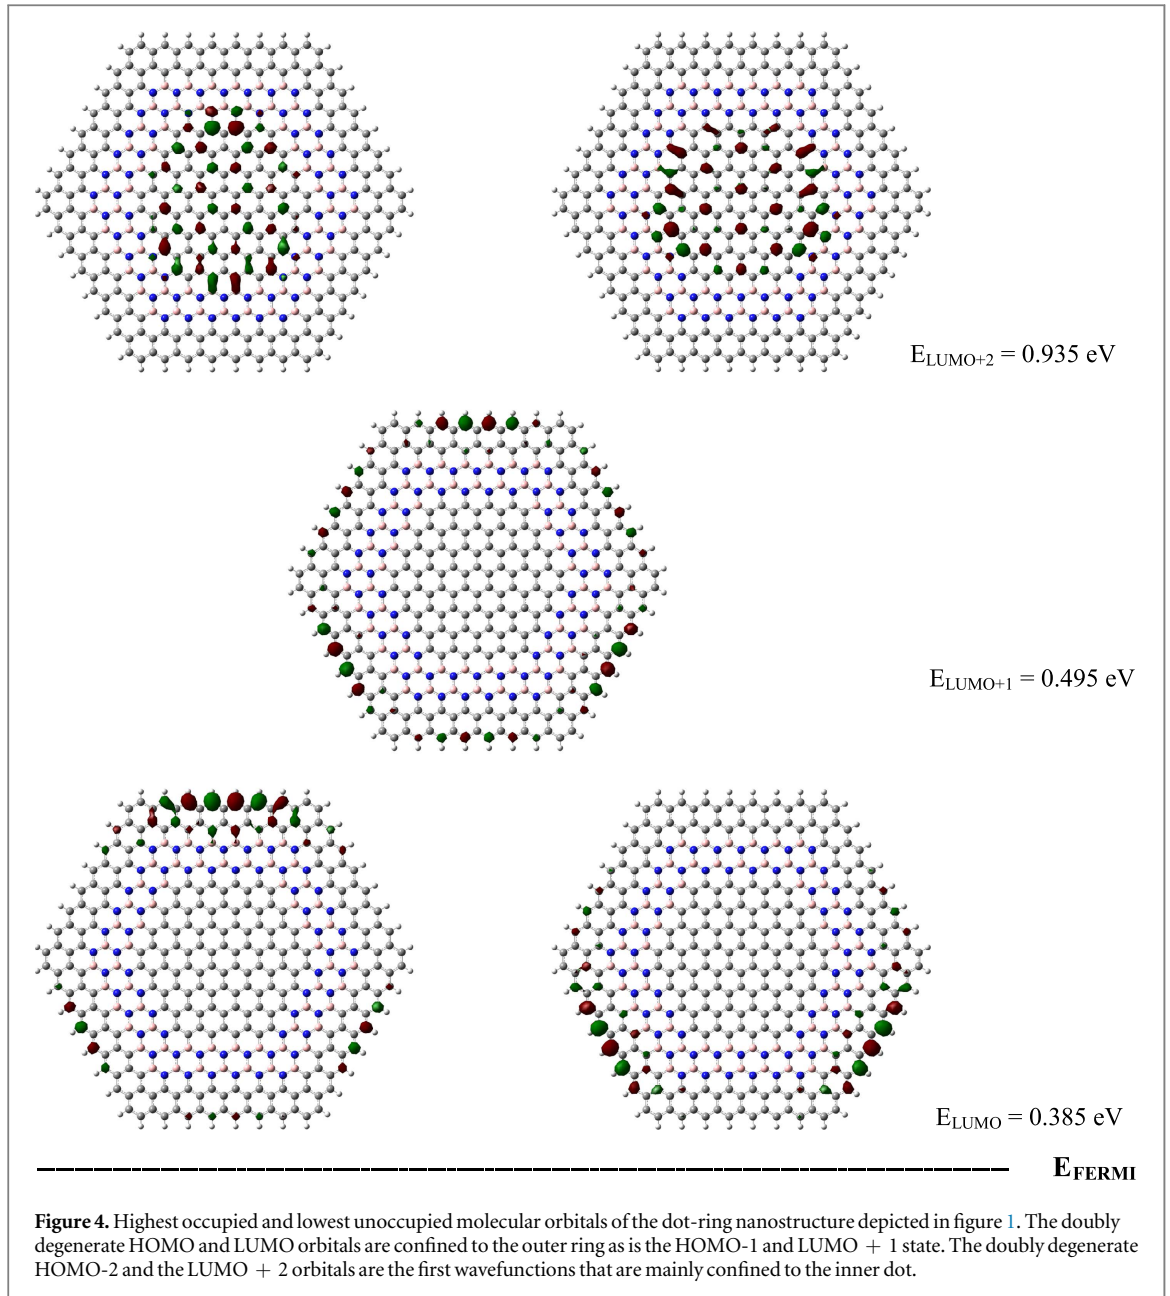 E_LUMO+2 = 0.935 eV
E_LUMO+1 = 0.495 eV
E_LUMO = 0.385 eV
E_FERMI
Figure 4. Highest occupied and lowest unoccupied molecular orbitals of the dot-ring nanostructure depicted in figure 1. The doubly
degenerate HOMO and LUMO orbitals are confined to the outer ring as is the HOMO-1 and LUMO + 1 state. The doubly degenerate
HOMO-2 and the LUMO + 2 orbitals are the first wavefunctions that are mainly confined to the inner dot.